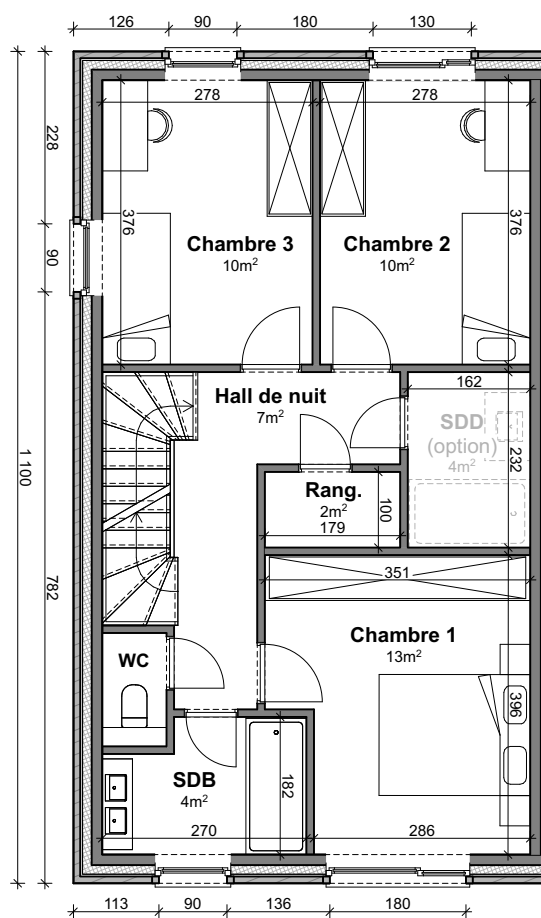 126 90 180 130
278 278
228
376 376
Chambre 3 Chambre 2
10m² 10m²
90
162
Hall de nuit
7m²
SDD
(option)
4m²
232
1 100
Rang.
2m²
179
100
782
351
Chambre 1
13m²
WC
396
SDB
4m²
182
270 286
113 90 136 180